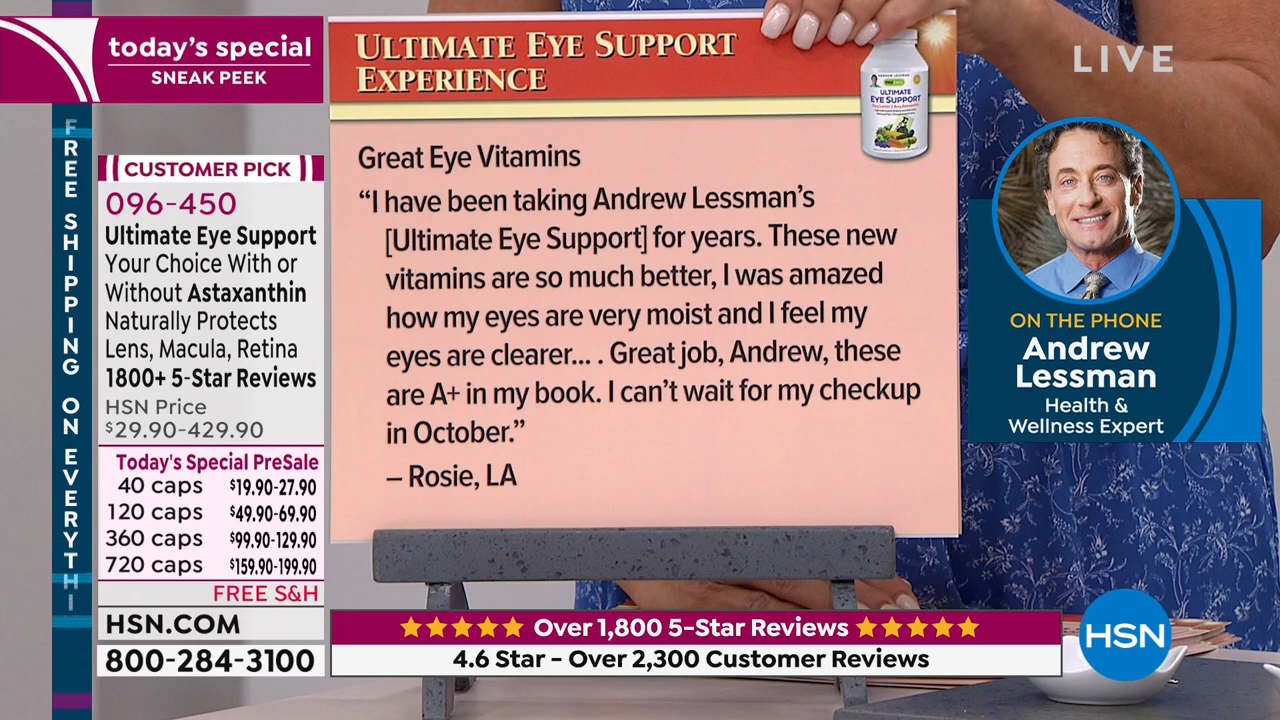 today's special
SNEAK PEEK
FREE SHIPPING ON EVERYTHI
CUSTOMER PICK
096-450
Ultimate Eye Support
Your Choice With or
Without Astaxanthin
Naturally Protects
Lens, Macula, Retina
1800+ 5-Star Reviews
HSN Price
$29.90-429.90
Today's Special PreSale
40 caps $19.90-27.90
120 caps $49.90-69.90
360 caps $99.90-129.90
720 caps $159.90-199.90
FREE S&H
HSN.COM
800-284-3100
ULTIMATE EYE SUPPORT
EXPERIENCE
ULTIMATE
EYE SUPPORT
Great Eye Vitamins
“I have been taking Andrew Lessman’s
[Ultimate Eye Support] for years. These new
vitamins are so much better, I was amazed
how my eyes are very moist and I feel my
eyes are clearer... . Great job, Andrew, these
are A+ in my book. I can’t wait for my checkup
in October.”
– Rosie, LA
LIVE
ON THE PHONE
Andrew
Lessman
Health &
Wellness Expert
Over 1,800 5-Star Reviews
4.6 Star – Over 2,300 Customer Reviews
HSN